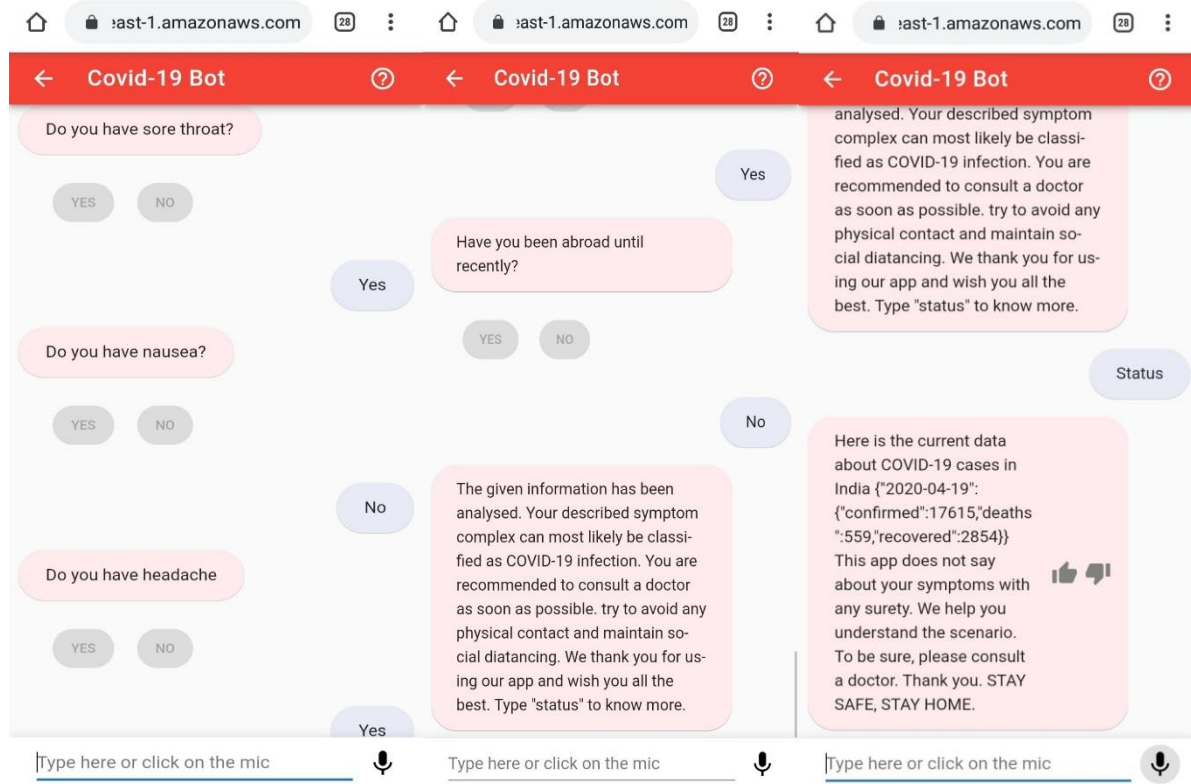 east-1.amazonaws.com 28
Covid-19 Bot
Do you have sore throat?
YES NO
Yes
Do you have nausea?
YES NO
No
Do you have headache
YES NO
Yes
Type here or click on the mic
east-1.amazonaws.com 28
Covid-19 Bot
Yes
Have you been abroad until
recently?
YES NO
No
The given information has been
analysed. Your described symptom
complex can most likely be classi-
fied as COVID-19 infection. You are
recommended to consult a doctor
as soon as possible. try to avoid any
physical contact and maintain so-
cial diatancing. We thank you for us-
ing our app and wish you all the
best. Type "status" to know more.
Type here or click on the mic
east-1.amazonaws.com 28
Covid-19 Bot
analysed. Your described symptom
complex can most likely be classi-
fied as COVID-19 infection. You are
recommended to consult a doctor
as soon as possible. try to avoid any
physical contact and maintain so-
cial diatancing. We thank you for us-
ing our app and wish you all the
best. Type "status" to know more.
Status
Here is the current data
about COVID-19 cases in
India {"2020-04-19":
{"confirmed":17615,"deaths
":559,"recovered":2854}}
This app does not say
about your symptoms with
any surety. We help you
understand the scenario.
To be sure, please consult
a doctor. Thank you. STAY
SAFE, STAY HOME.
Type here or click on the mic